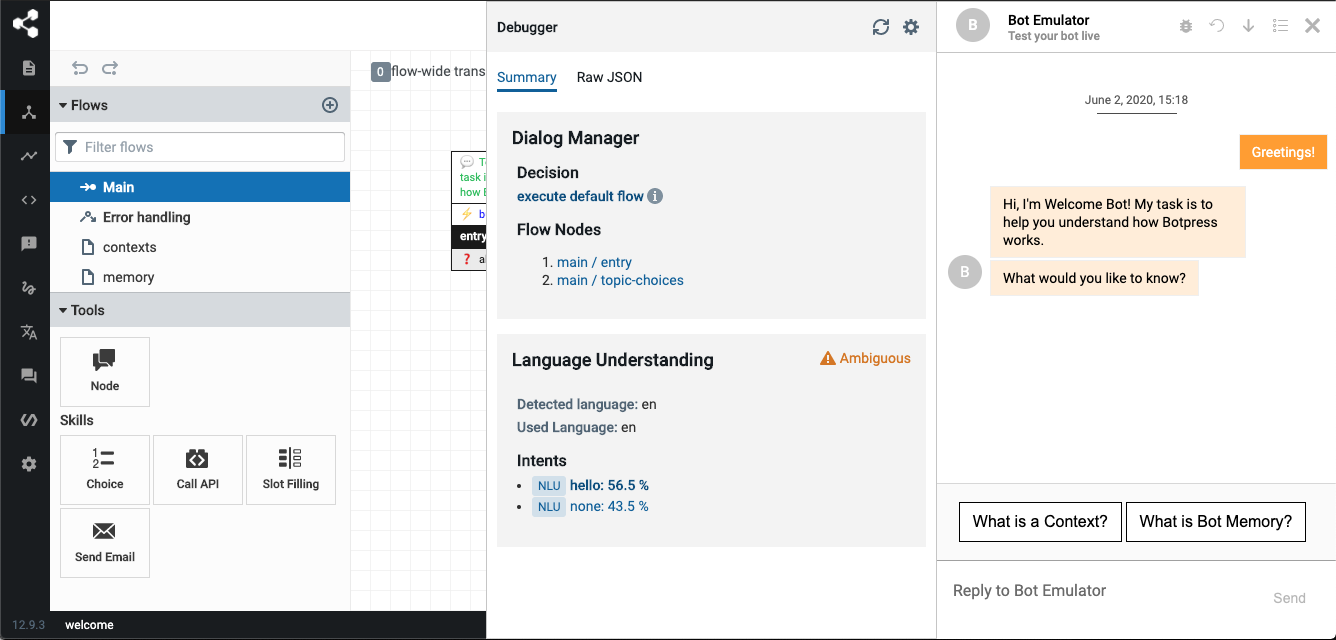 Flows
Filter flows
Main
Error handling
contexts
memory
Tools
Node
Skills
1
2
Choice
Call API
Slot Filling
Send Email
12.9.3
welcome
0
flow-wide trans
task i
how B
entry
Debugger
Summary
Raw JSON
Dialog Manager
Decision
execute default flow
Flow Nodes
1. main / entry
2. main / topic-choices
Language Understanding
Ambiguous
Detected language: en
Used Language: en
Intents
• NLU hello: 56.5 %
• NLU none: 43.5 %
B
Bot Emulator
Test your bot live
June 2, 2020, 15:18
Greetings!
Hi, I'm Welcome Bot! My task is to
help you understand how Botpress
works.
B
What would you like to know?
What is a Context?
What is Bot Memory?
Reply to Bot Emulator
Send